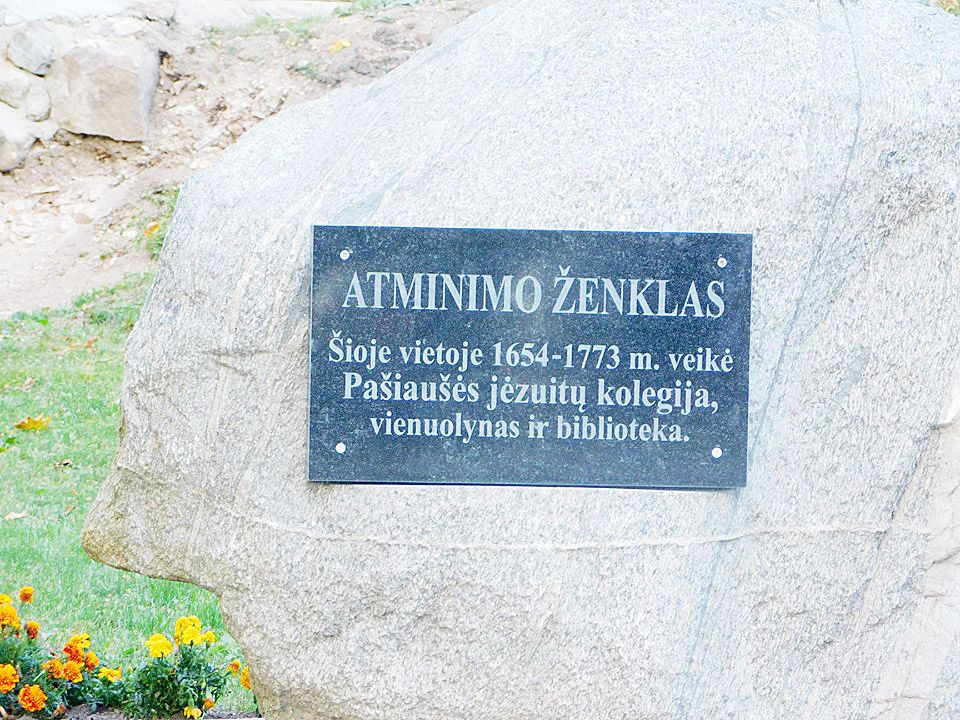 ATMINIMO ŽENKLAS
Šioje vietoje 1654-1773 m. veikė
Pašiaušės jėzuitų kolegija,
vienuolynas ir biblioteka.